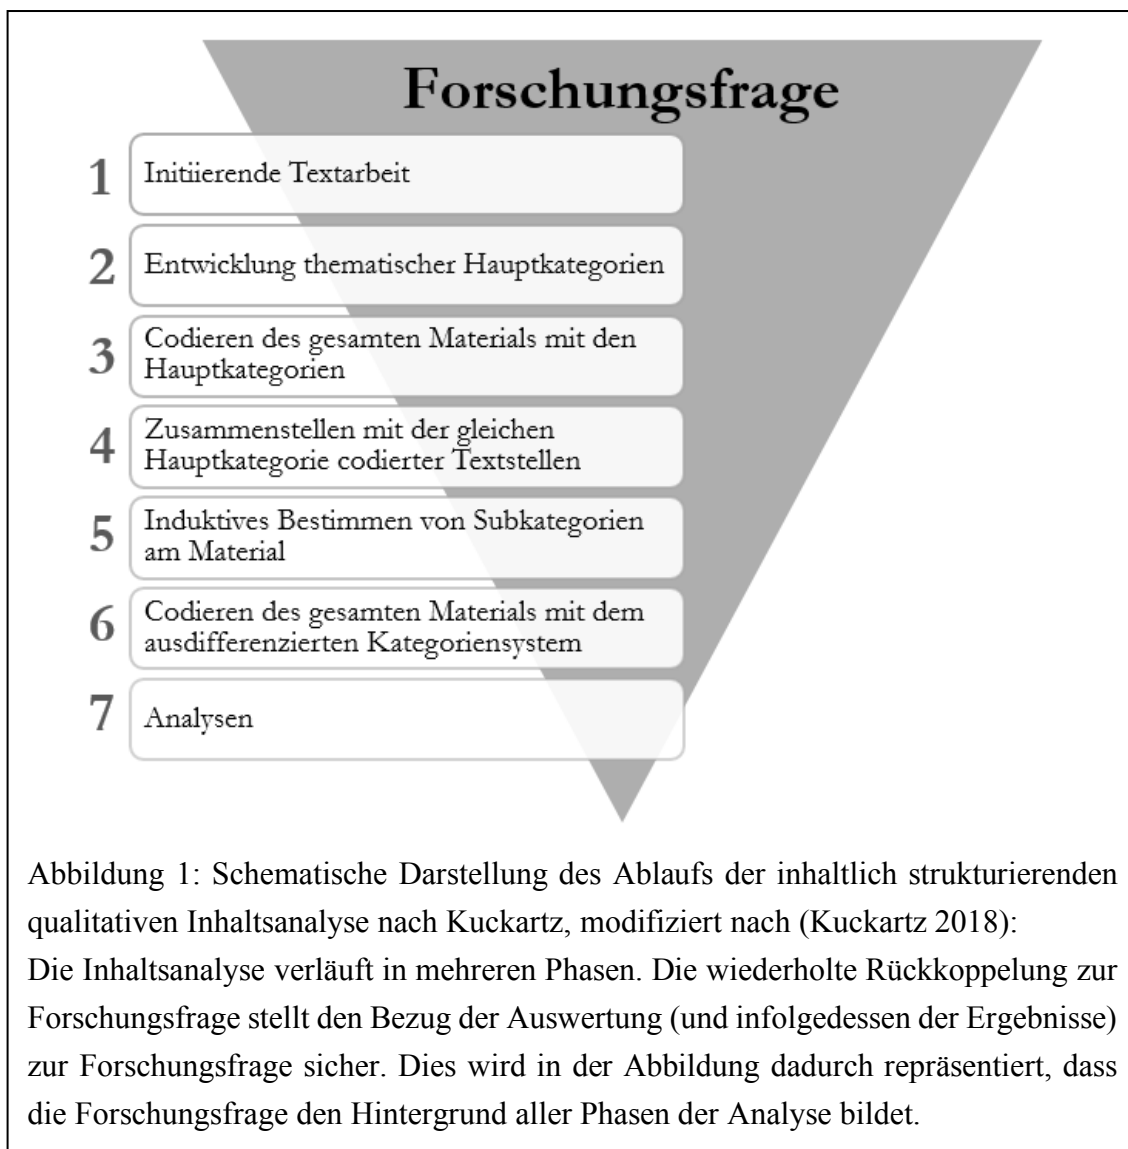 Forschungsfrage
1 Initiierende Textarbeit
2 Entwicklung thematischer Hauptkategorien
3 Codieren des gesamten Materials mit den
Hauptkategorien
4 Zusammenstellen mit der gleichen
Hauptkategorie codierter Textstellen
5 Induktives Bestimmen von Subkategorien
am Material
6 Codieren des gesamten Materials mit dem
ausdifferenzierten Kategoriensystem
7 Analysen
Abbildung 1: Schematische Darstellung des Ablaufs der inhaltlich strukturierenden
qualitativen Inhaltsanalyse nach Kuckartz, modifiziert nach (Kuckartz 2018):
Die Inhaltsanalyse verläuft in mehreren Phasen. Die wiederholte Rückkoppelung zur
Forschungsfrage stellt den Bezug der Auswertung (und infolgedessen der Ergebnisse)
zur Forschungsfrage sicher. Dies wird in der Abbildung dadurch repräsentiert, dass
die Forschungsfrage den Hintergrund aller Phasen der Analyse bildet.